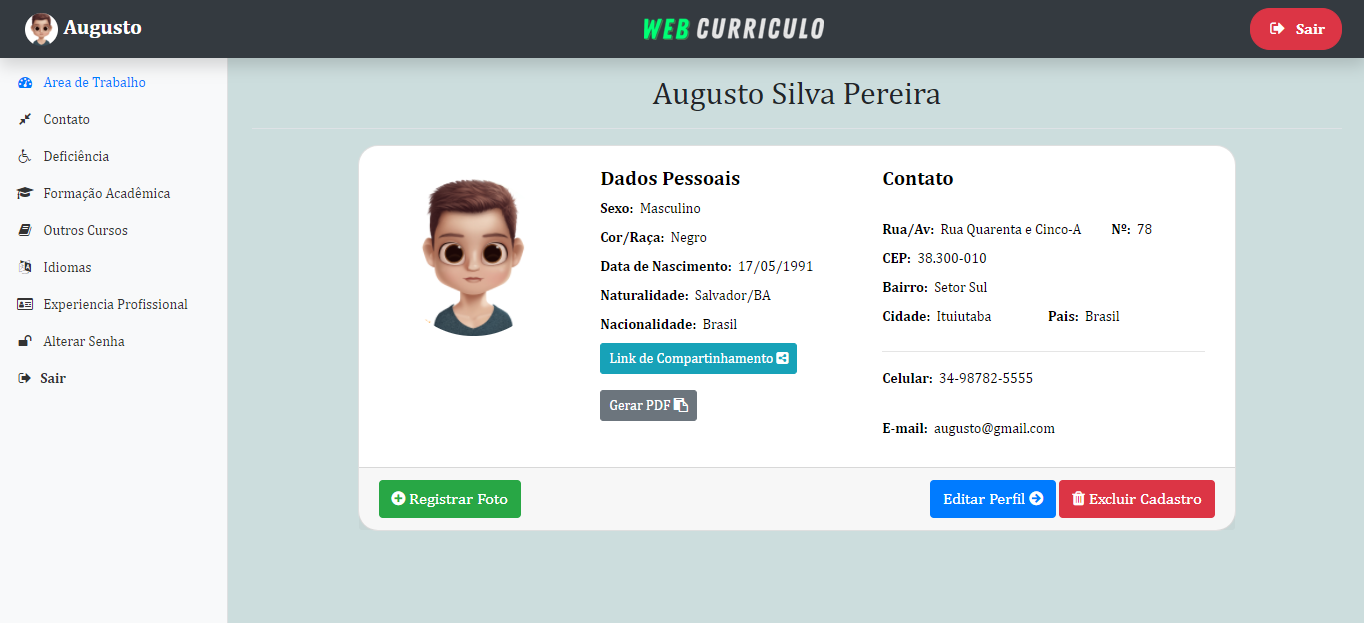 Augusto
WEB CURRICULO
Sair
Area de Trabalho
Contato
Deficiência
Formação Acadêmica
Outros Cursos
Idiomas
Experiencia Profissional
Alterar Senha
Sair
Augusto Silva Pereira
Dados Pessoais
Sexo: Masculino
Cor/Raça: Negro
Data de Nascimento: 17/05/1991
Naturalidade: Salvador/BA
Nacionalidade: Brasil
Link de Compartinhamento
Gerar PDF
Contato
Rua/Av: Rua Quarenta e Cinco-A Nº: 78
CEP: 38.300-010
Bairro: Setor Sul
Cidade: Ituiutaba Pais: Brasil
Celular: 34-98782-5555
E-mail: augusto@gmail.com
Registrar Foto
Editar Perfil
Excluir Cadastro